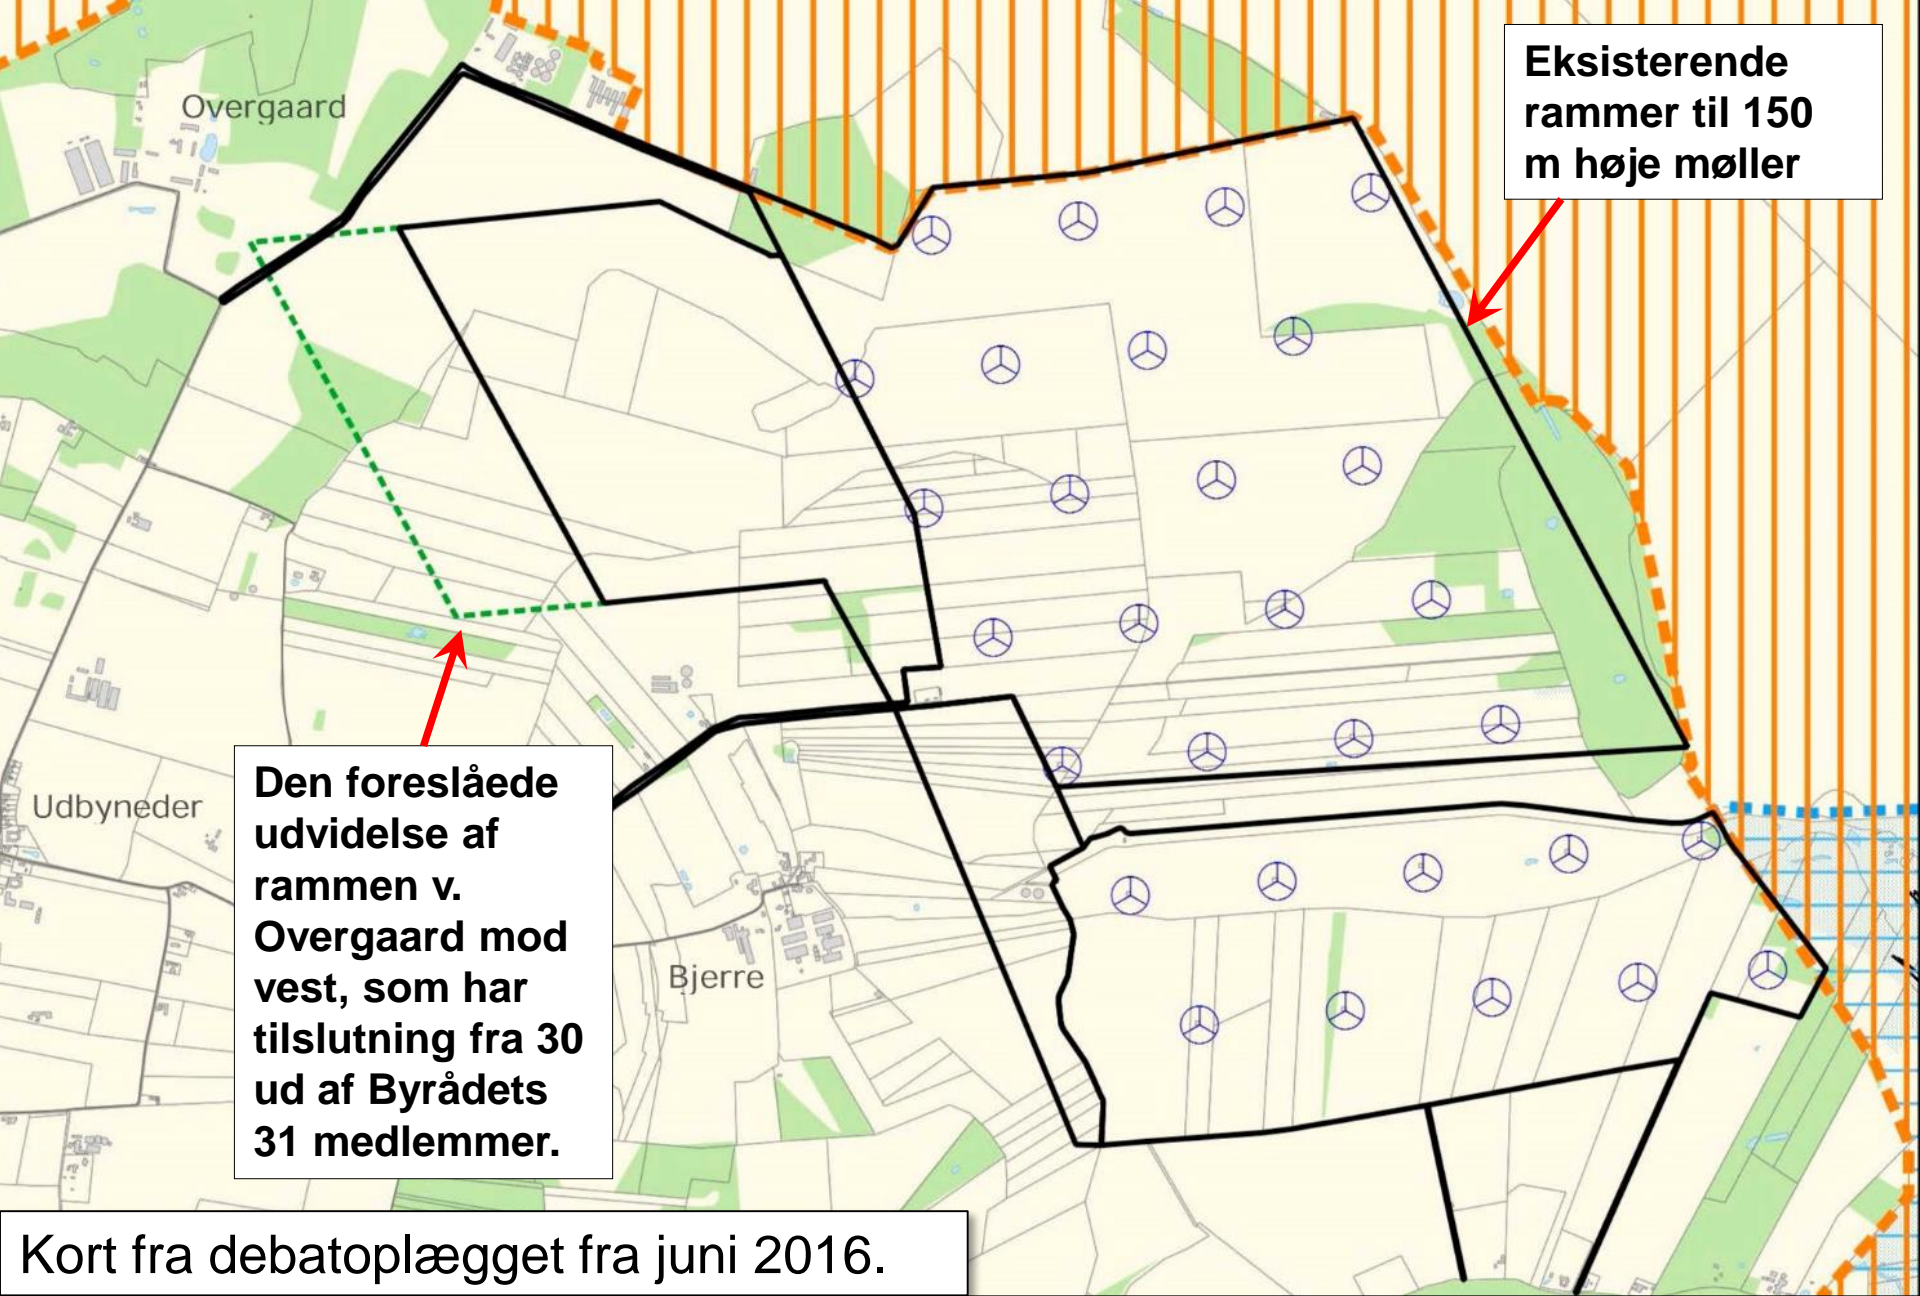 Eksisterende
rammer til 150
m høje møller
Overgaard
Den foreslåede
udvidelse af
rammen v.
Overgaard mod
vest, som har
tilslutning fra 30
ud af Byrådets
31 medlemmer.
Udbyneder
Bjerre
Kort fra debatoplægget fra juni 2016.